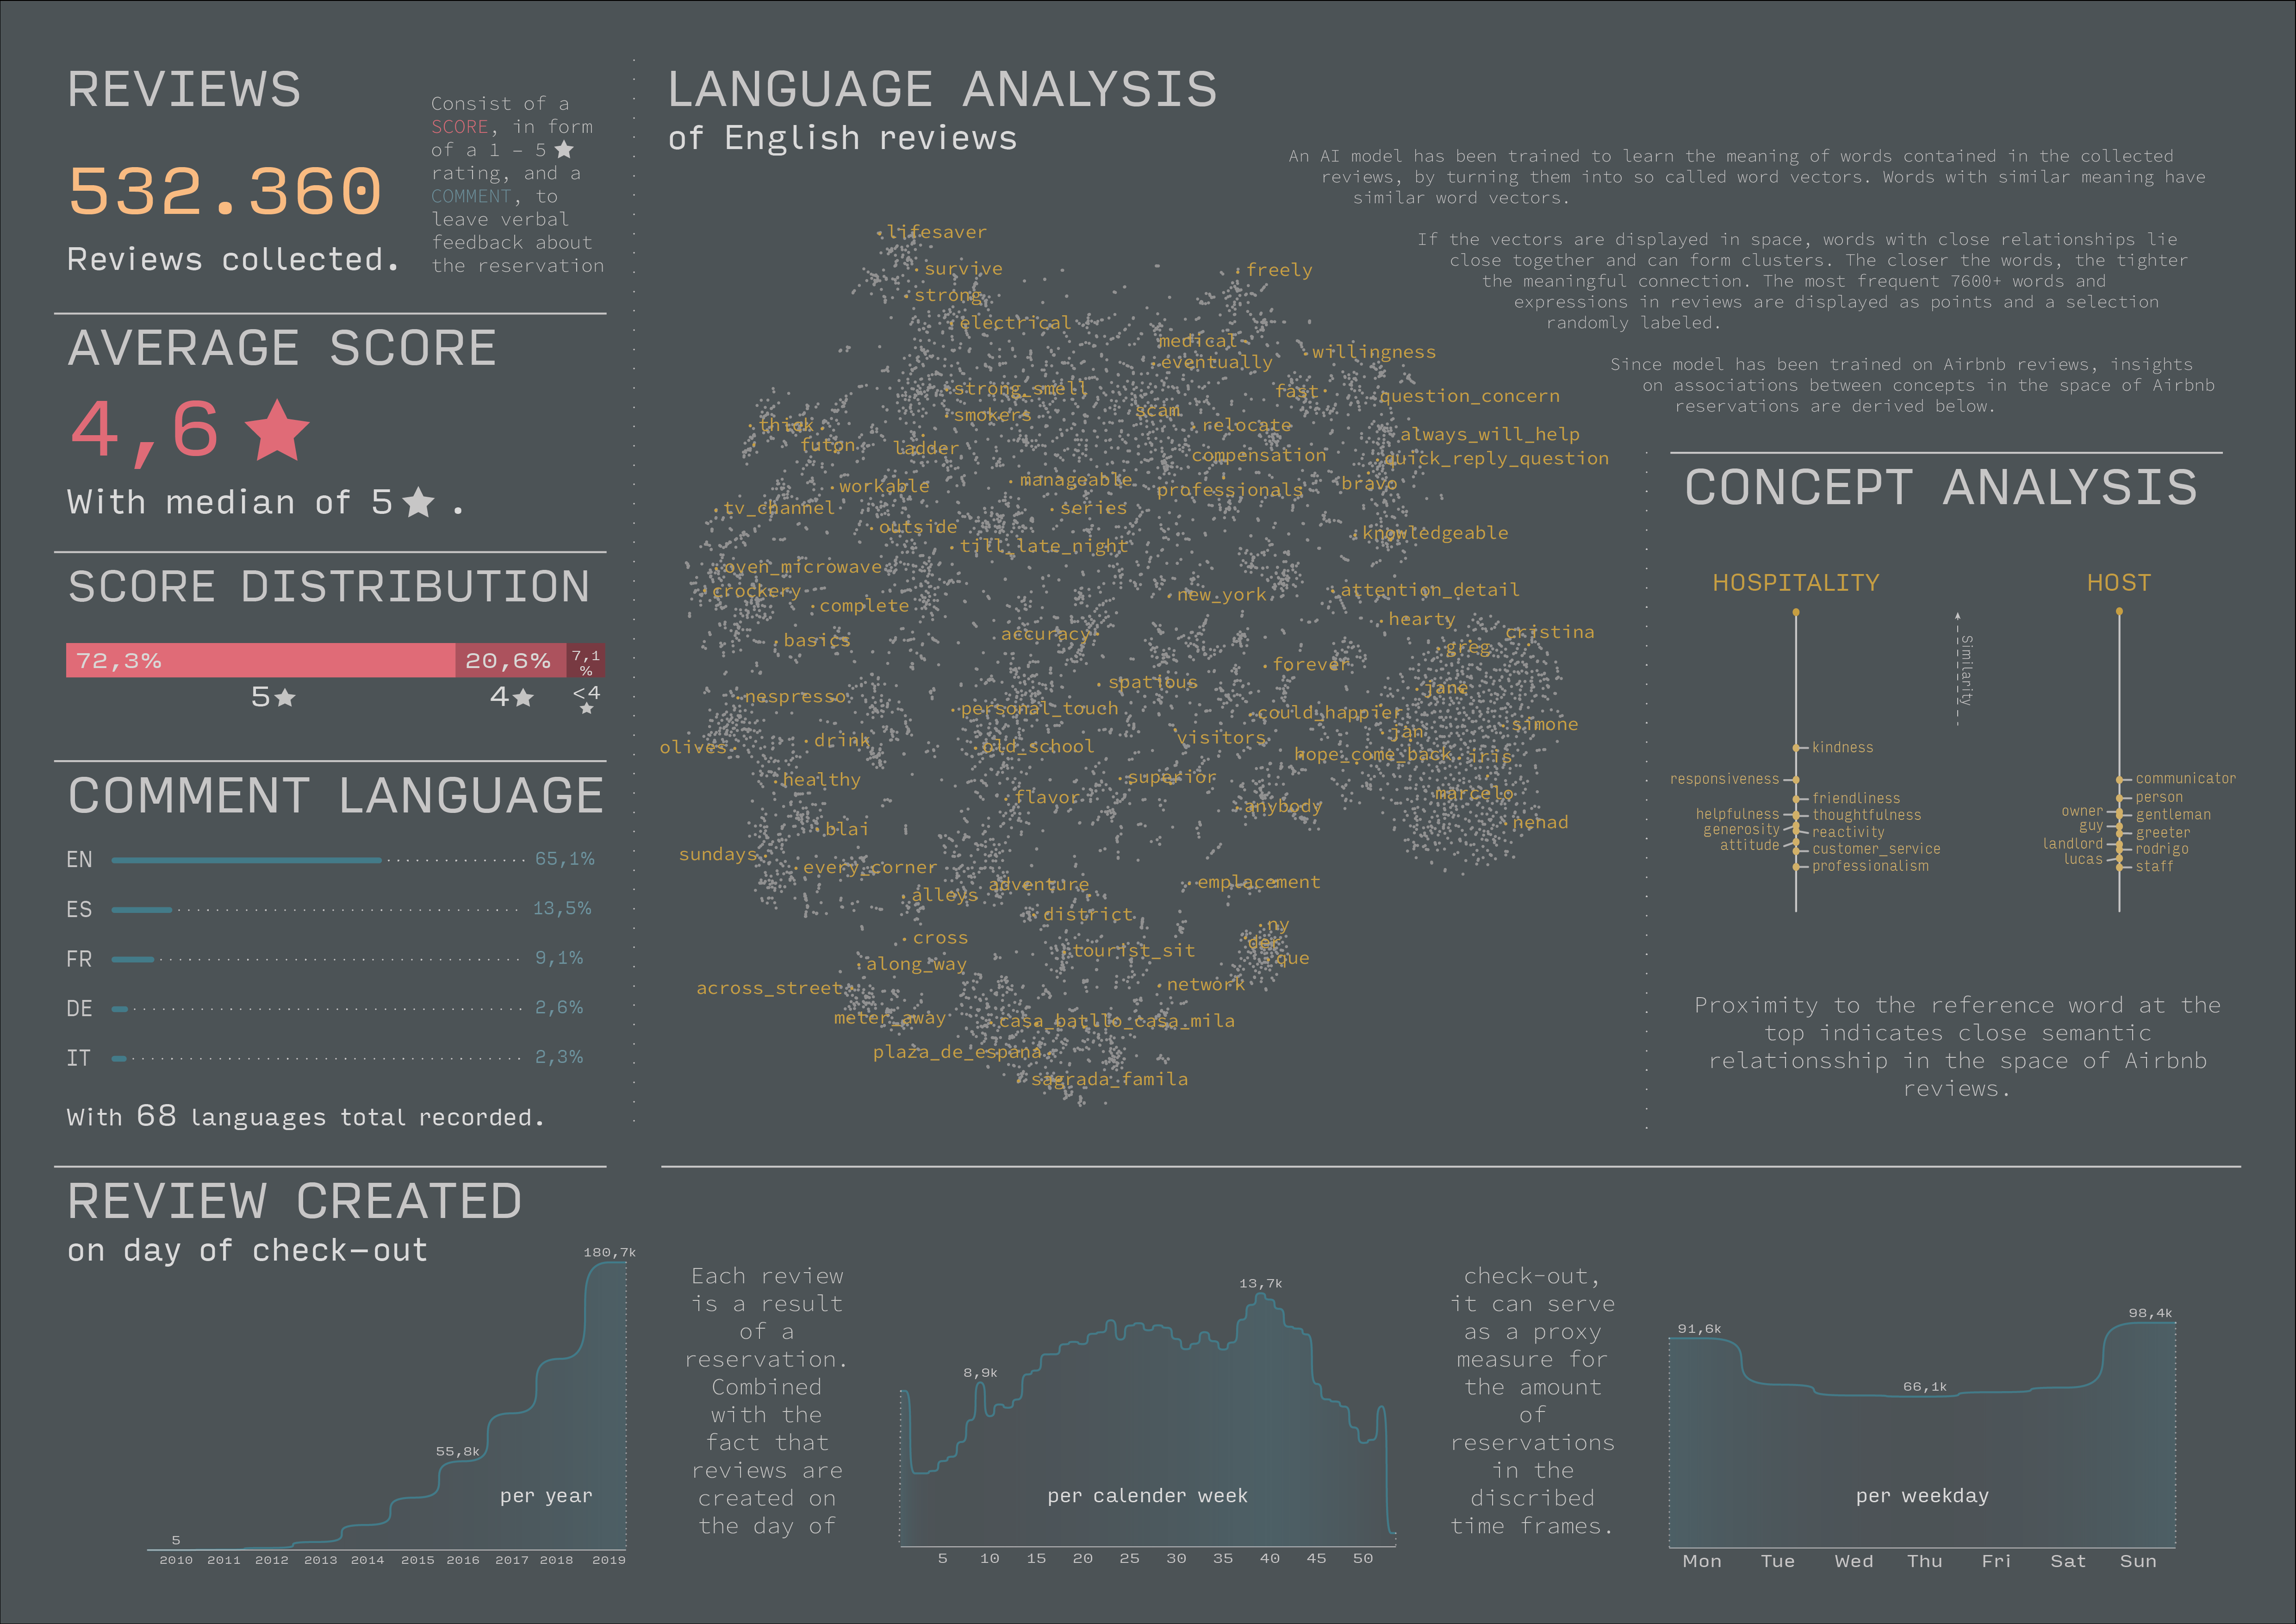 REVIEWS
532.360
Reviews collected.
Consist of a
SCORE, in form
of a 1 – 5 ★
rating, and a
COMMENT, to
leave verbal
feedback about
the reservation
AVERAGE SCORE
4,6 ★
With median of 5 ★ .
SCORE DISTRIBUTION
72,3% 20,6% 7,1
%
5★ 4★ <4
★
COMMENT LANGUAGE
EN 65,1%
ES 13,5%
FR 9,1%
DE 2,6%
IT 2,3%
With 68 languages total recorded.
LANGUAGE ANALYSIS
of English reviews
An AI model has been trained to learn the meaning of words contained in the collected
reviews, by turning them into so called word vectors. Words with similar meaning have
similar word vectors.
If the vectors are displayed in space, words with close relationships lie
close together and can form clusters. The closer the words, the tighter
the meaningful connection. The most frequent 7600+ words and
expressions in reviews are displayed as points and a selection
randomly labeled.
Since model has been trained on Airbnb reviews, insights
on associations between concepts in the space of Airbnb
reservations are derived below.
lifesaver
survive
freely
strong
electrical
medical
willingness
eventually
strong_smell
fast
question_concern
smokers
scam
thick
relocate
always_will_help
futon
ladder
compensation
quick_reply_question
workable
manageable
professionals
bravo
tv_channel
series
outside
knowledgeable
till_late_night
oven_microwave
crockery
new_york
attention_detail
complete
hearty
basics
accuracy
cristina
greg
forever
spatious
jane
nespresso
personal_touch
could_happier
simone
jan
olives
drink
old_school
visitors
hope_come_back
iris
healthy
superior
flavor
marcelo
anybody
blai
nenad
sundays
every_corner
adventure
emplacement
alleys
district
ny
cross
der
tourist_sit
que
along_way
across_street
network
meter_away
casa_batllo_casa_mila
plaza_de_espana
sagrada_famila
CONCEPT ANALYSIS
HOSPITALITY
kindness
responsiveness
friendliness
helpfulness
thoughtfulness
generosity
reactivity
attitude
customer_service
professionalism
Similarity
HOST
communicator
person
owner
gentleman
guy
greeter
landlord
rodrigo
lucas
staff
Proximity to the reference word at the
top indicates close semantic
relationsship in the space of Airbnb
reviews.
REVIEW CREATED
on day of check-out
180,7k
55,8k
5
per year
2010 2011 2012 2013 2014 2015 2016 2017 2018 2019
Each review
is a result
of a
reservation.
Combined
with the
fact that
reviews are
created on
the day of
13,7k
8,9k
per calender week
5 10 15 20 25 30 35 40 45 50
check-out,
it can serve
as a proxy
measure for
the amount
of
reservations
in the
discribed
time frames.
91,6k
98,4k
66,1k
per weekday
Mon Tue Wed Thu Fri Sat Sun